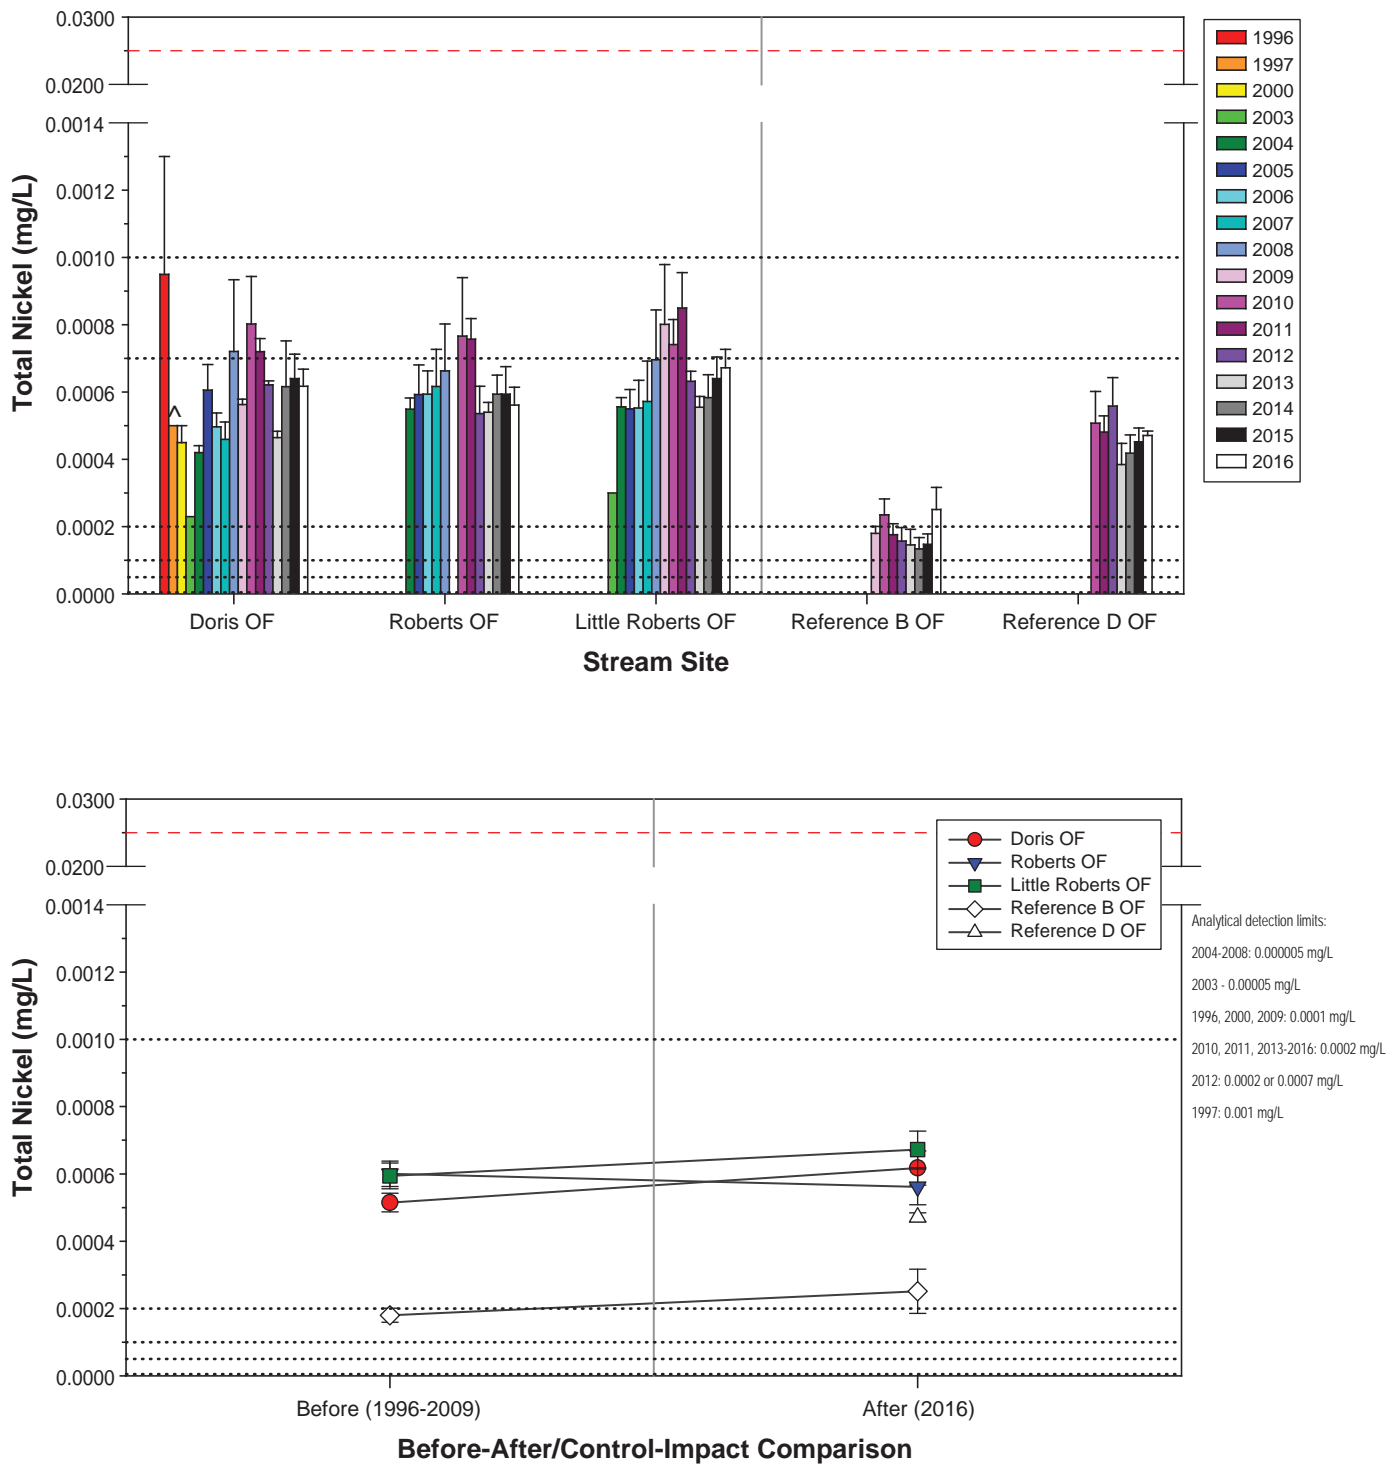 0.0300
0.0200
0.0014
0.0012
0.0010
0.0008
0.0006
0.0004
0.0002
0.0000
Total Nickel (mg/L)
^
Doris OF
Roberts OF
Little Roberts OF
Reference B OF
Reference D OF
Stream Site
1996
1997
2000
2003
2004
2005
2006
2007
2008
2009
2010
2011
2012
2013
2014
2015
2016
0.0300
0.0200
0.0014
0.0012
0.0010
0.0008
0.0006
0.0004
0.0002
0.0000
Total Nickel (mg/L)
Doris OF
Roberts OF
Little Roberts OF
Reference B OF
Reference D OF
Analytical detection limits:
2004-2008: 0.000005 mg/L
2003 - 0.00005 mg/L
1996, 2000, 2009: 0.0001 mg/L
2010, 2011, 2013-2016: 0.0002 mg/L
2012: 0.0002 or 0.0007 mg/L
1997: 0.001 mg/L
Before (1996-2009)
After (2016)
Before-After/Control-Impact Comparison